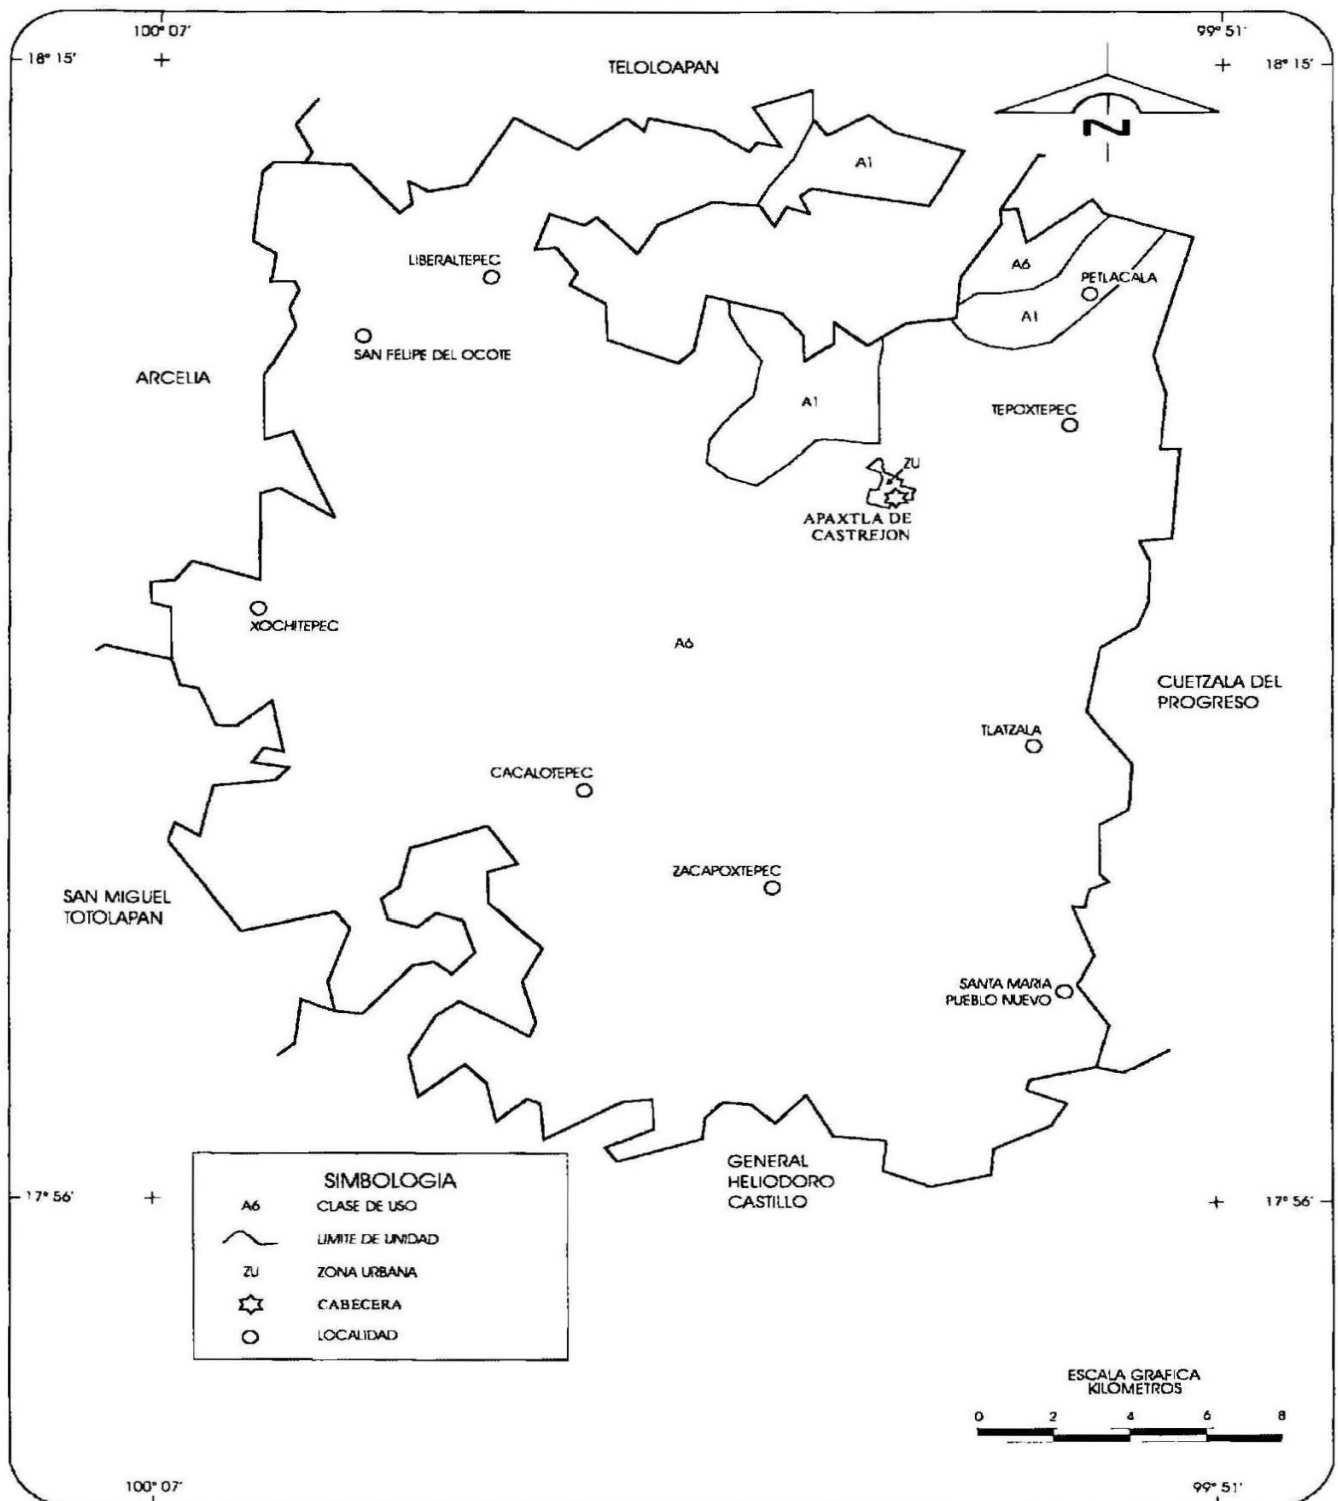 100° 07'
99° 51'
18° 15'
TELOLOAPAN
18° 15'
N
A1
LIBERALTEPEC
A6
PETLACALA
A1
SAN FELIPE DEL OCOTE
ARCELIA
A1
TEPOXTEPEC
ZU
APAXTLA DE
CASTREJON
XOCHITEPEC
A6
CUETZALA DEL
PROGRESO
TLATZALA
CACALOTEPEC
ZACAPOXTEPEC
SAN MIGUEL
TOTOLAPAN
SANTA MARIA
PUEBLO NUEVO
GENERAL
HELIODORO
CASTILLO
17° 56'
17° 56'
SIMBOLOGIA
A6 CLASE DE USO
LIMITE DE UNIDAD
ZU ZONA URBANA
CABECERA
LOCALIDAD
ESCALA GRAFICA
KILOMETROS
0 2 4 6 8
100° 07'
99° 51'